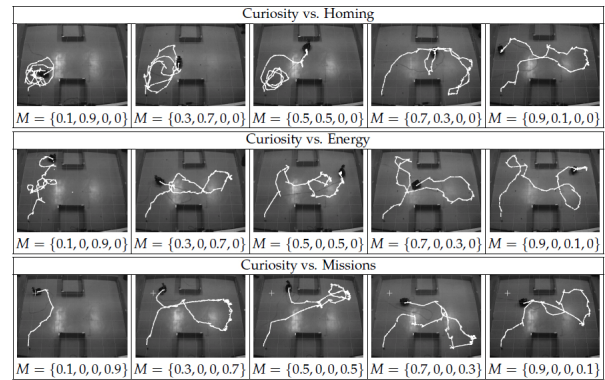 Curiosity vs. Homing
M = {0.1, 0.9, 0, 0} M = {0.3, 0.7, 0, 0} M = {0.5, 0.5, 0, 0} M = {0.7, 0.3, 0, 0} M = {0.9, 0.1, 0, 0}
Curiosity vs. Energy
M = {0.1, 0, 0.9, 0} M = {0.3, 0, 0.7, 0} M = {0.5, 0, 0.5, 0} M = {0.7, 0, 0.3, 0} M = {0.9, 0, 0.1, 0}
Curiosity vs. Missions
M = {0.1, 0, 0, 0.9} M = {0.3, 0, 0, 0.7} M = {0.5, 0, 0, 0.5} M = {0.7, 0, 0, 0.3} M = {0.9, 0, 0, 0.1}